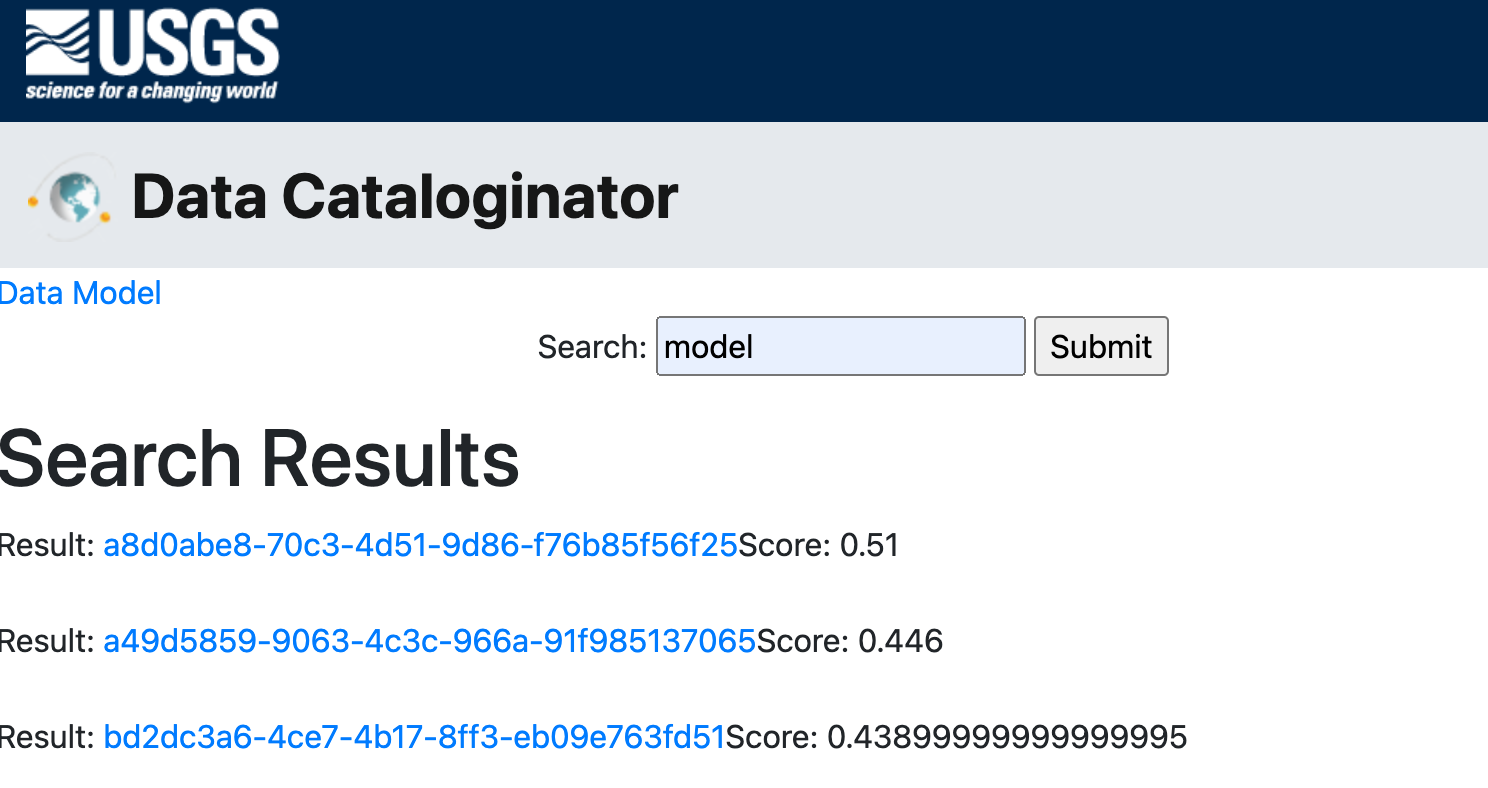 USGS
science for a changing world
Data Cataloginator
Data Model
Search: model Submit
Search Results
Result: a8d0abe8-70c3-4d51-9d86-f76b85f56f25Score: 0.51
Result: a49d5859-9063-4c3c-966a-91f985137065Score: 0.446
Result: bd2dc3a6-4ce7-4b17-8ff3-eb09e763fd51Score: 0.43899999999999995